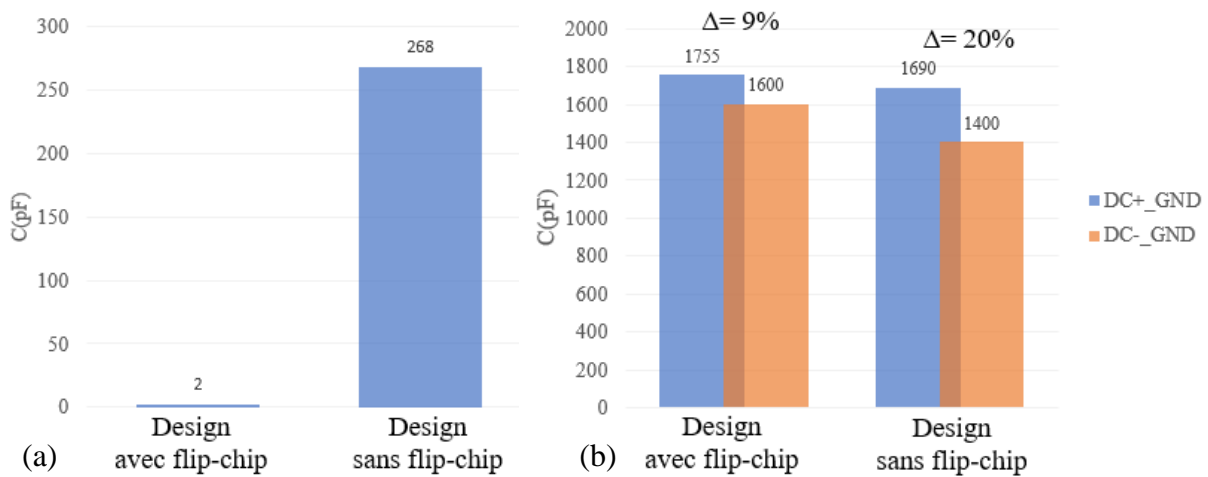 300
250
200
150
100
50
0
C(pF)
268
2
Design
avec flip-chip
Design
sans flip-chip
(a)
2000
1800
1600
1400
1200
1000
800
600
400
200
0
C(pF)
Δ= 9%
Δ= 20%
1755
1600
1690
1400
Design
avec flip-chip
Design
sans flip-chip
(b)
DC+_GND
DC-_GND